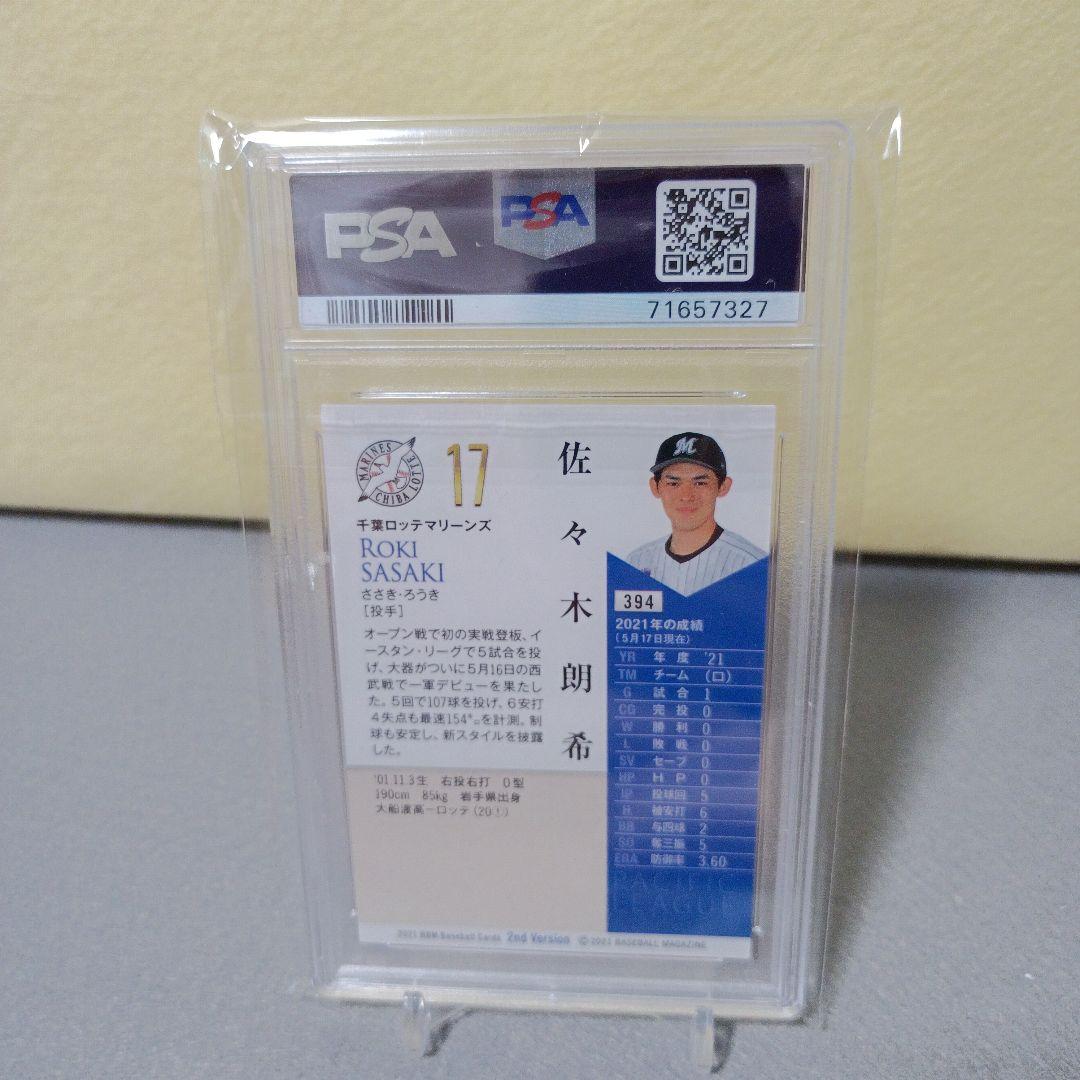 PSA
PSA
71657327
MARINES
CHIBA LOTTE
17
千葉ロッテマリーンズ
ROKI
SASAKI
ささき・ろうき
[投手]
オープン戦で初の実戦登板、イ
ースタン・リーグで5試合を投
げ、大器がついに5月16日の西
武戦で一軍デビューを果たし
た。5回で107球を投げ、6安打
4失点も最速154㌔を計測。制
球も安定し、新スタイルを披露
した。
'01.11.3生 右投右打 O型
190cm 85kg 岩手県出身
大船渡高－ロッテ(20①)
佐々木朗希
M
394
2021年の成績
(5月17日現在)
YR 年度 '21
TM チーム (ロ)
G 試合 1
CG 完投 0
W 勝利 0
L 敗戦 0
SV セーブ 0
HP HP 0
IP 投球回 5
H 被安打 6
BB 与四球 2
SO 奪三振 5
ERA 防御率 3.60
PACIFIC
LEAGUE
2021 BBM Baseball Cards 2nd Version © 2021 BASEBALL MAGAZINE